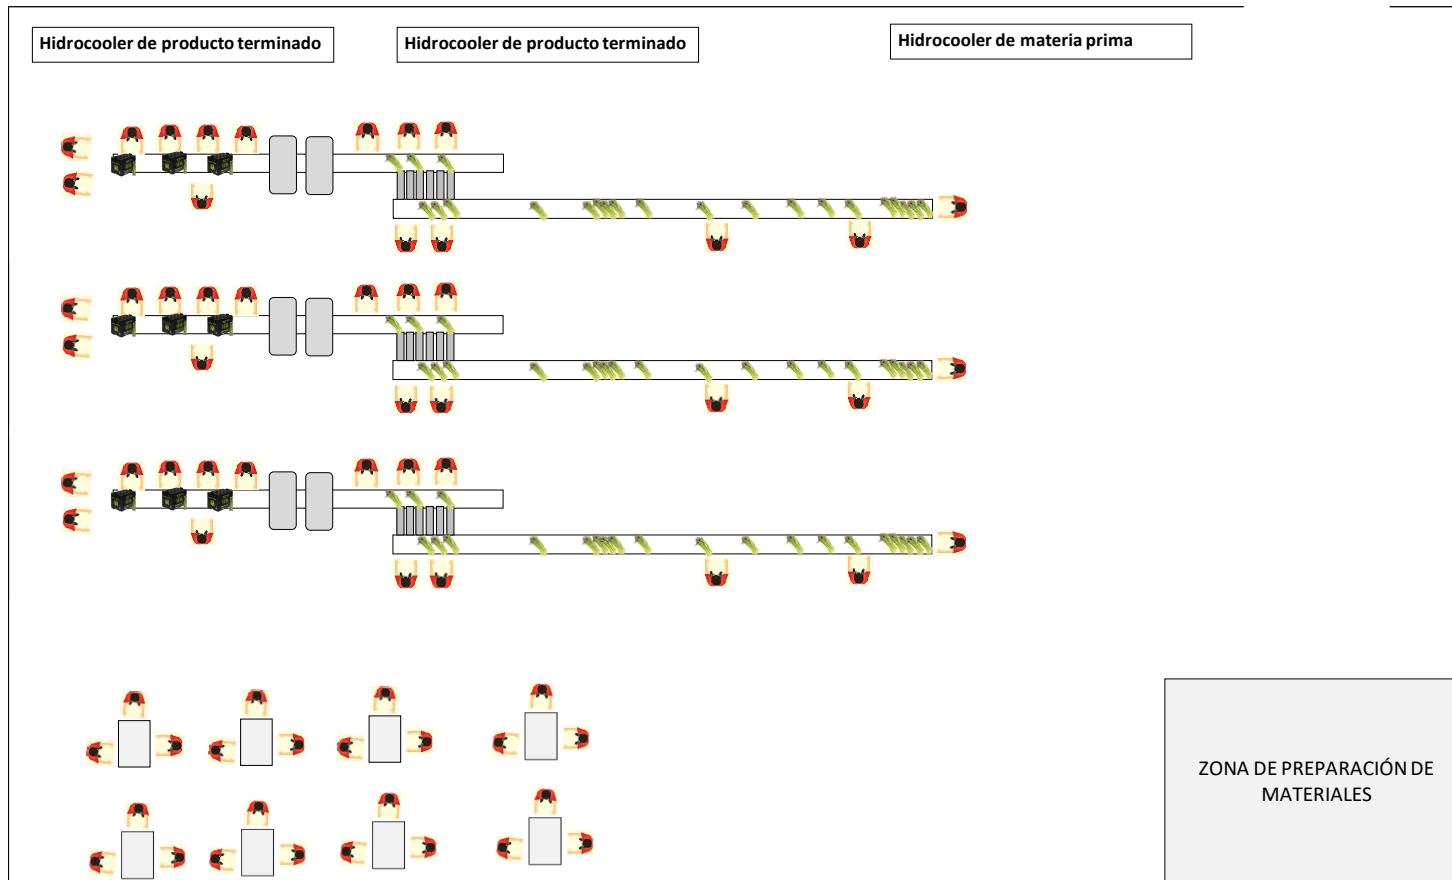 Hidrocooler de producto terminado
Hidrocooler de producto terminado
Hidrocooler de materia prima
ZONA DE PREPARACIÓN DE
MATERIALES